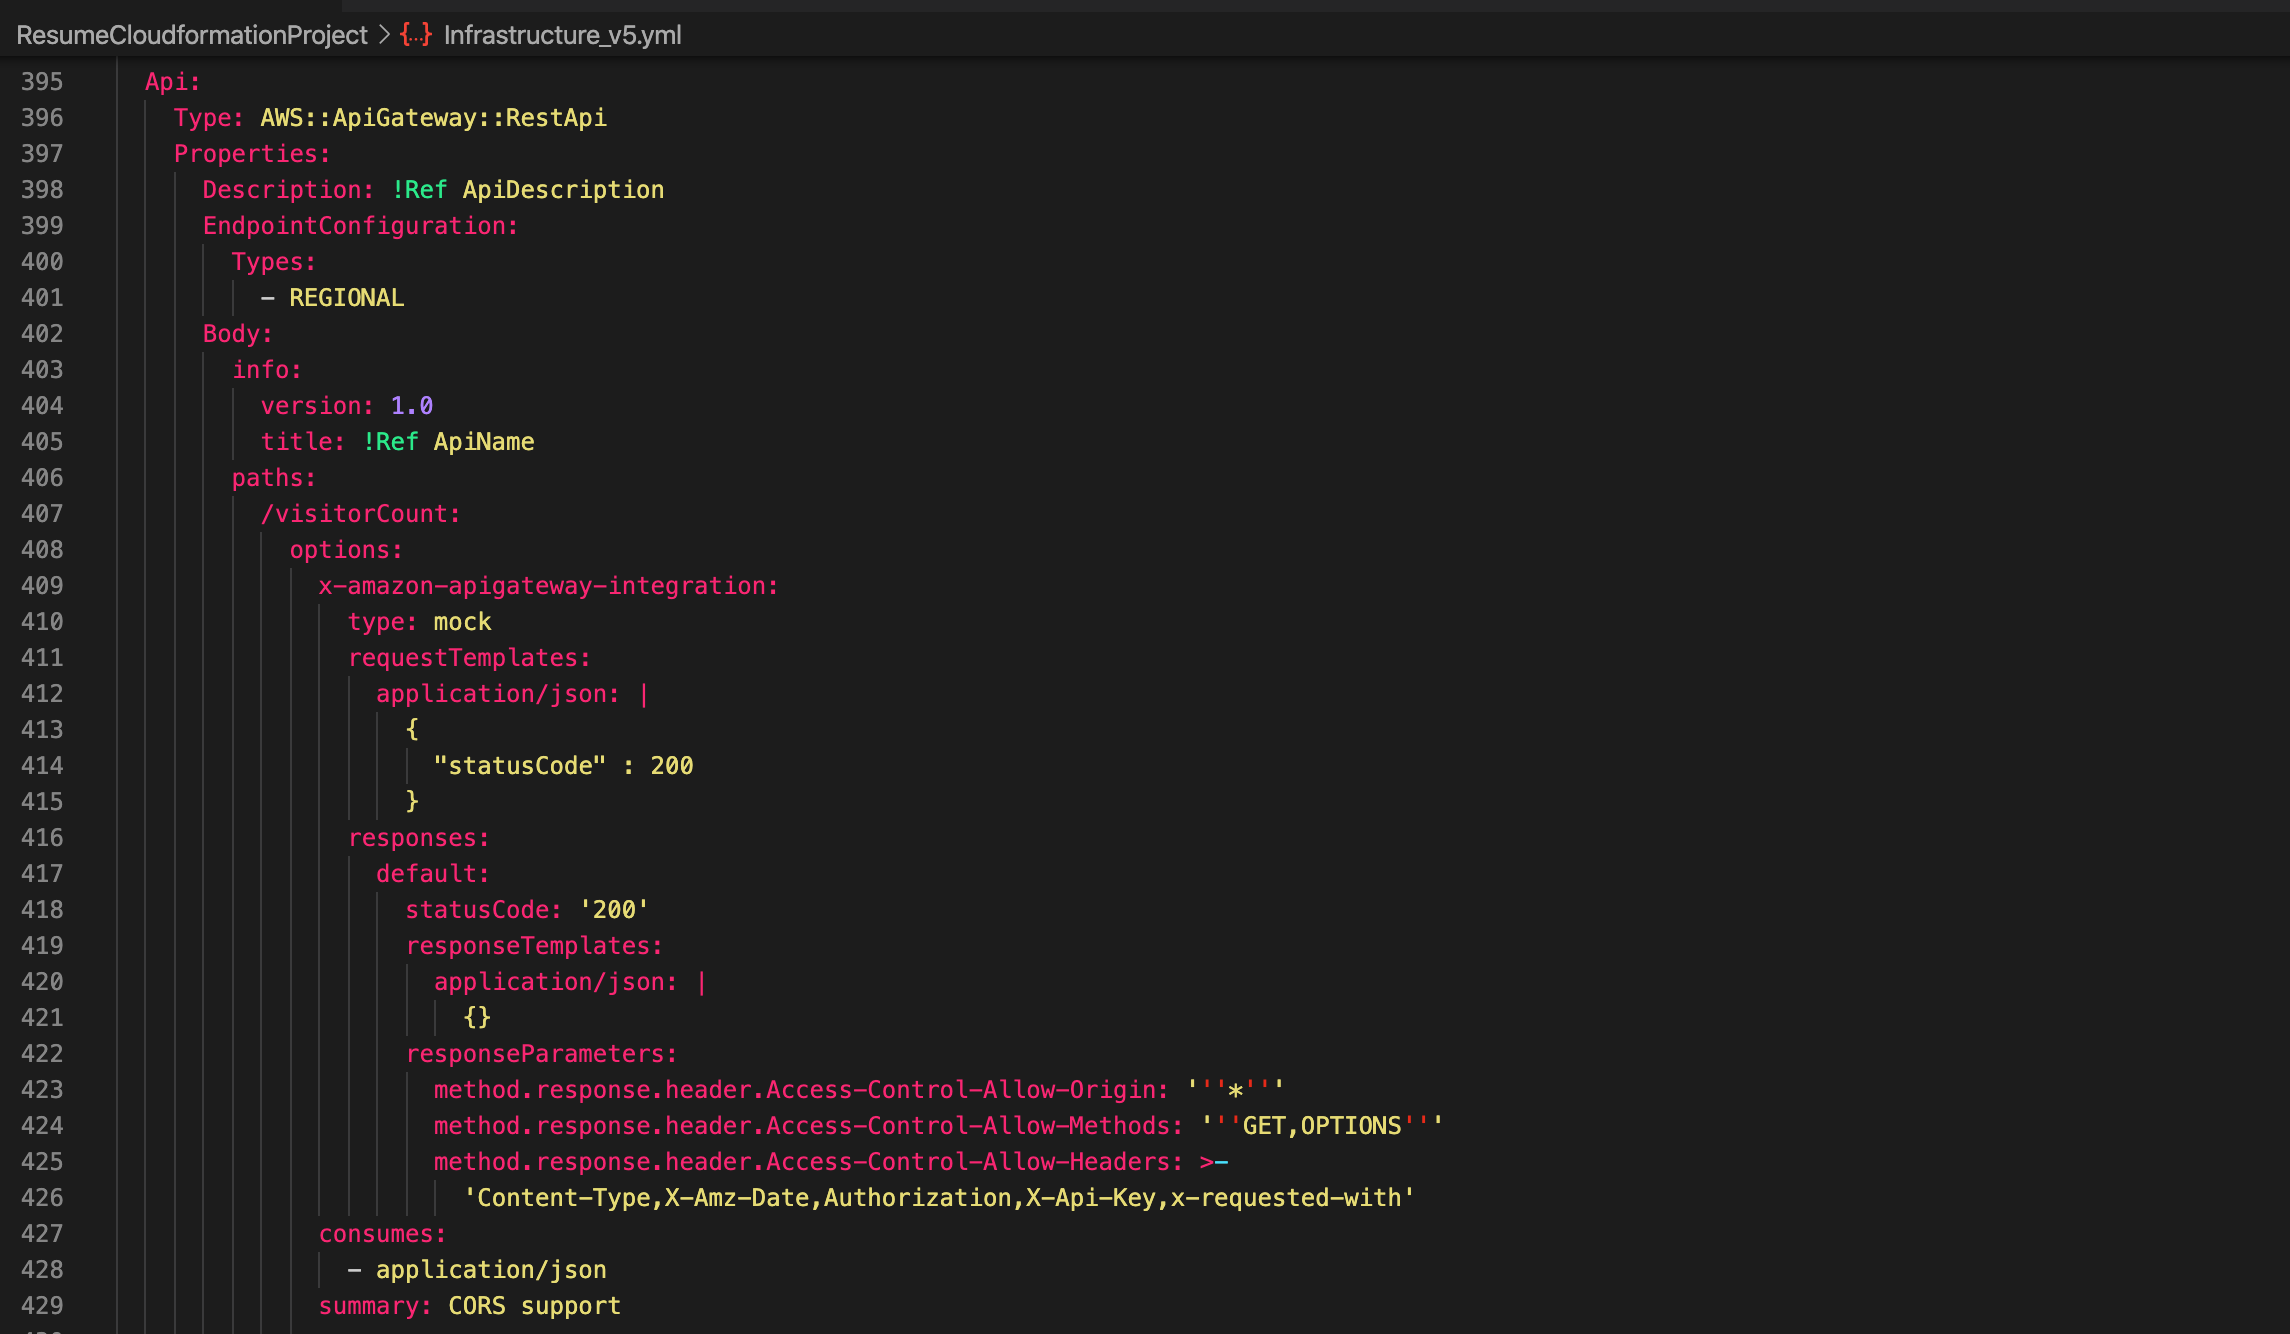 ResumeCloudformationProject > {...} Infrastructure_v5.yml
395 Api:
396 Type: AWS::ApiGateway::RestApi
397 Properties:
398 Description: !Ref ApiDescription
399 EndpointConfiguration:
400 Types:
401 - REGIONAL
402 Body:
403 info:
404 version: 1.0
405 title: !Ref ApiName
406 paths:
407 /visitorCount:
408 options:
409 x-amazon-apigateway-integration:
410 type: mock
411 requestTemplates:
412 application/json: |
413 {
414 "statusCode" : 200
415 }
416 responses:
417 default:
418 statusCode: '200'
419 responseTemplates:
420 application/json: |
421 {}
422 responseParameters:
423 method.response.header.Access-Control-Allow-Origin: '''*'''
424 method.response.header.Access-Control-Allow-Methods: '''GET,OPTIONS'''
425 method.response.header.Access-Control-Allow-Headers: >-
426 'Content-Type,X-Amz-Date,Authorization,X-Api-Key,x-requested-with'
427 consumes:
428 - application/json
429 summary: CORS support